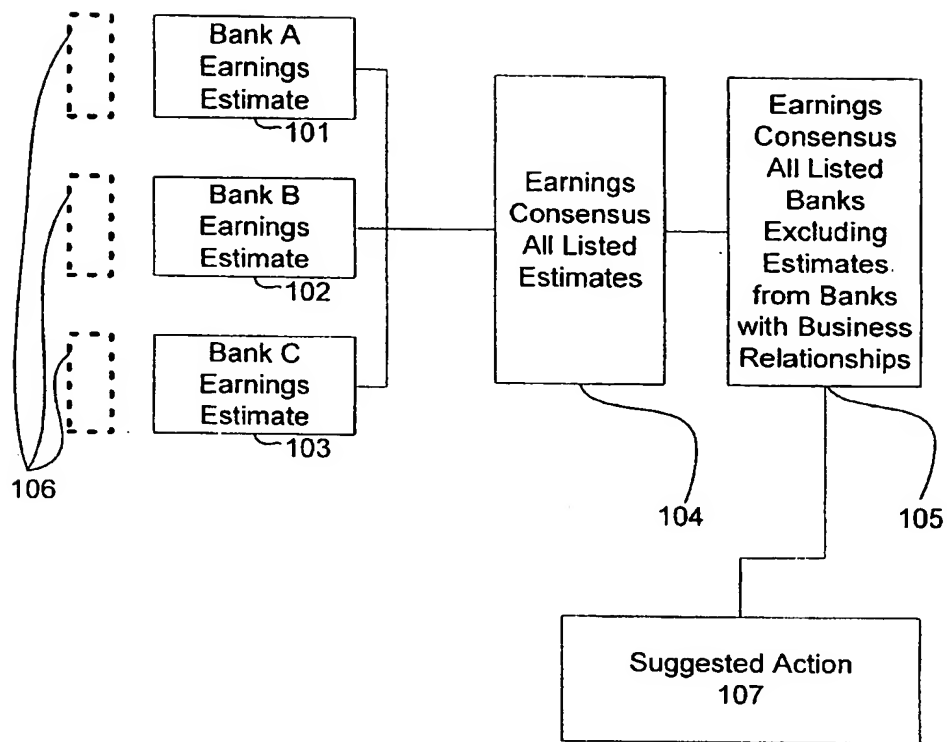 Bank A
Earnings
Estimate
101
Bank B
Earnings
Estimate
102
Bank C
Earnings
Estimate
103
106
Earnings
Consensus
All Listed
Estimates
104
Earnings
Consensus
All Listed
Banks
Excluding
Estimates
from Banks
with Business
Relationships
105
Suggested Action
107